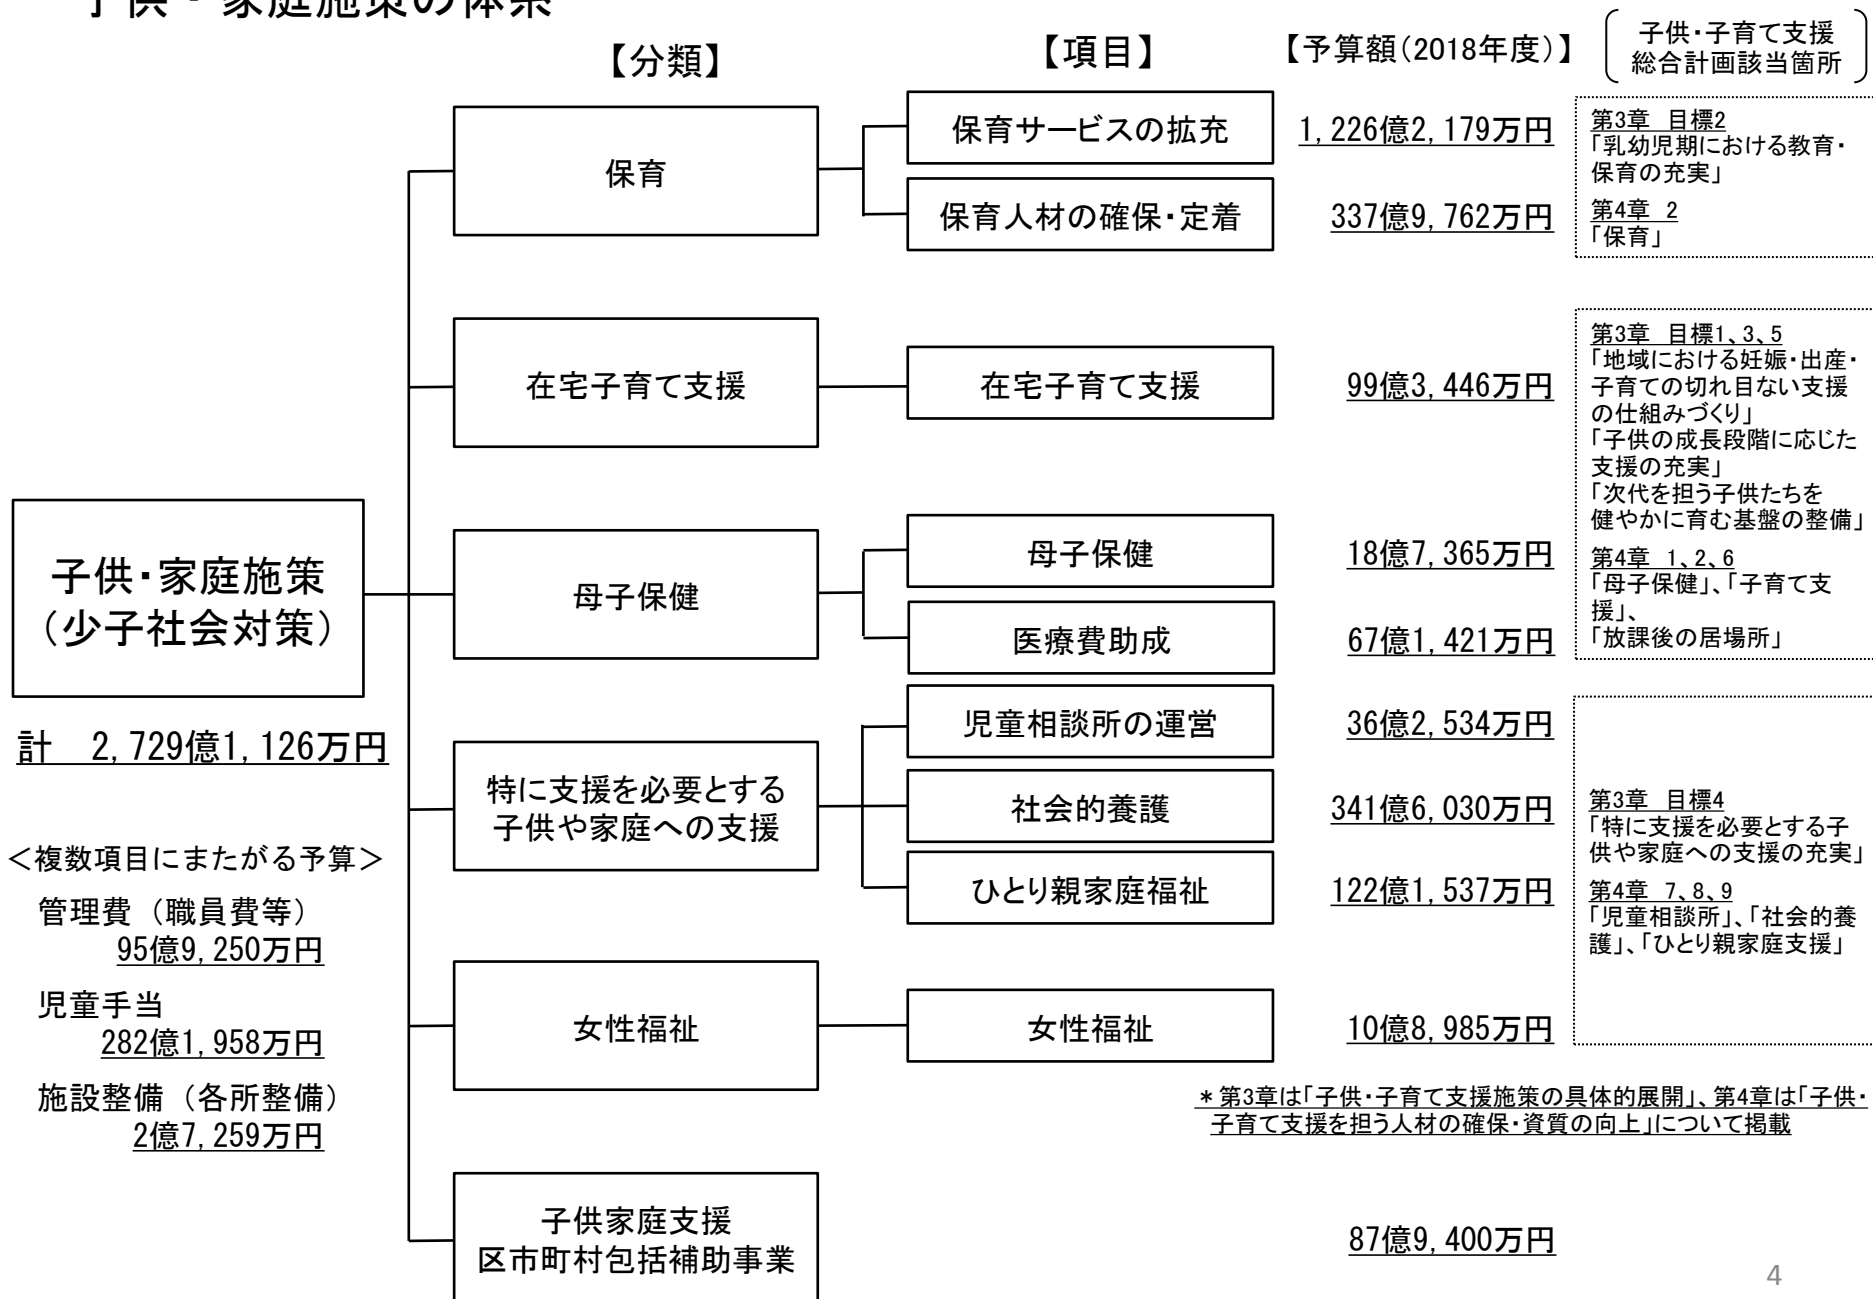 子供・家庭施策の体系
【分類】
【項目】
【予算額(2018年度)】
子供・子育て支援
総合計画該当箇所
子供・家庭施策
(少子社会対策)
計　2,729億1,126万円
<複数項目にまたがる予算>
管理費（職員費等）
95億9,250万円
児童手当
282億1,958万円
施設整備（各所整備）
2億7,259万円
保育
保育サービスの拡充
1,226億2,179万円
保育人材の確保・定着
337億9,762万円
在宅子育て支援
在宅子育て支援
99億3,446万円
母子保健
母子保健
18億7,365万円
医療費助成
67億1,421万円
特に支援を必要とする
子供や家庭への支援
児童相談所の運営
36億2,534万円
社会的養護
341億6,030万円
ひとり親家庭福祉
122億1,537万円
女性福祉
女性福祉
10億8,985万円
子供家庭支援
区市町村包括補助事業
87億9,400万円
第3章　目標2
「乳幼児期における教育・
保育の充実」
第4章　2
「保育」
第3章　目標1、3、5
「地域における妊娠・出産・
子育ての切れ目ない支援
の仕組みづくり」
「子供の成長段階に応じた
支援の充実」
「次代を担う子供たちを
健やかに育む基盤の整備」
第4章　1、2、6
「母子保健」、「子育て支
援」、
「放課後の居場所」
第3章　目標4
「特に支援を必要とする子
供や家庭への支援の充実」
第4章　7、8、9
「児童相談所」、「社会的養
護」、「ひとり親家庭支援」
＊第3章は「子供・子育て支援施策の具体的展開」、第4章は「子供・
子育て支援を担う人材の確保・資質の向上」について掲載
4